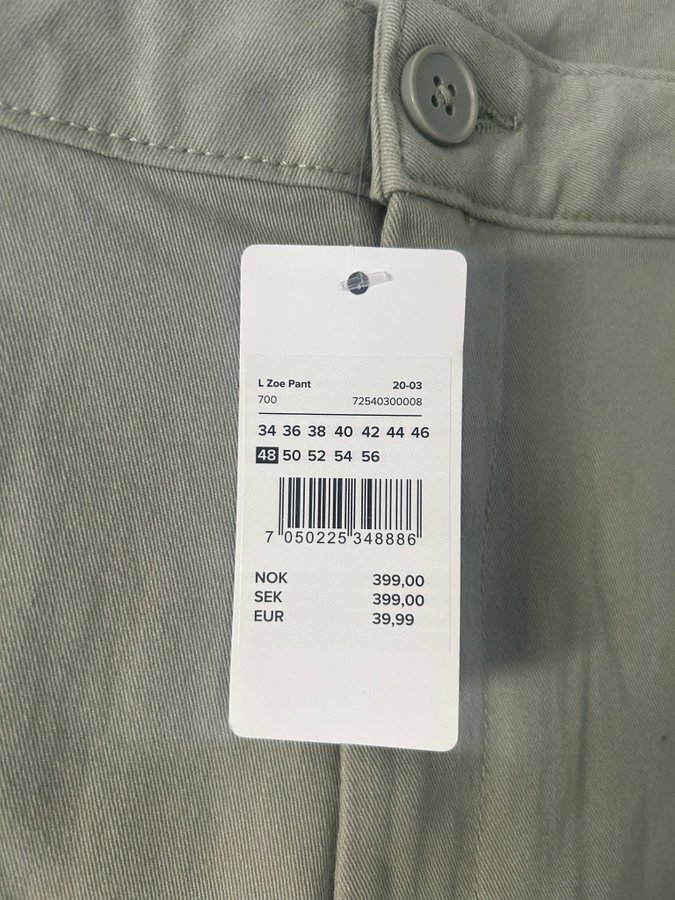 L Zoe Pant 20-03
700 72540300008
34 36 38 40 42 44 46
48 50 52 54 56
7 050225 348886
NOK 399,00
SEK 399,00
EUR 39,99